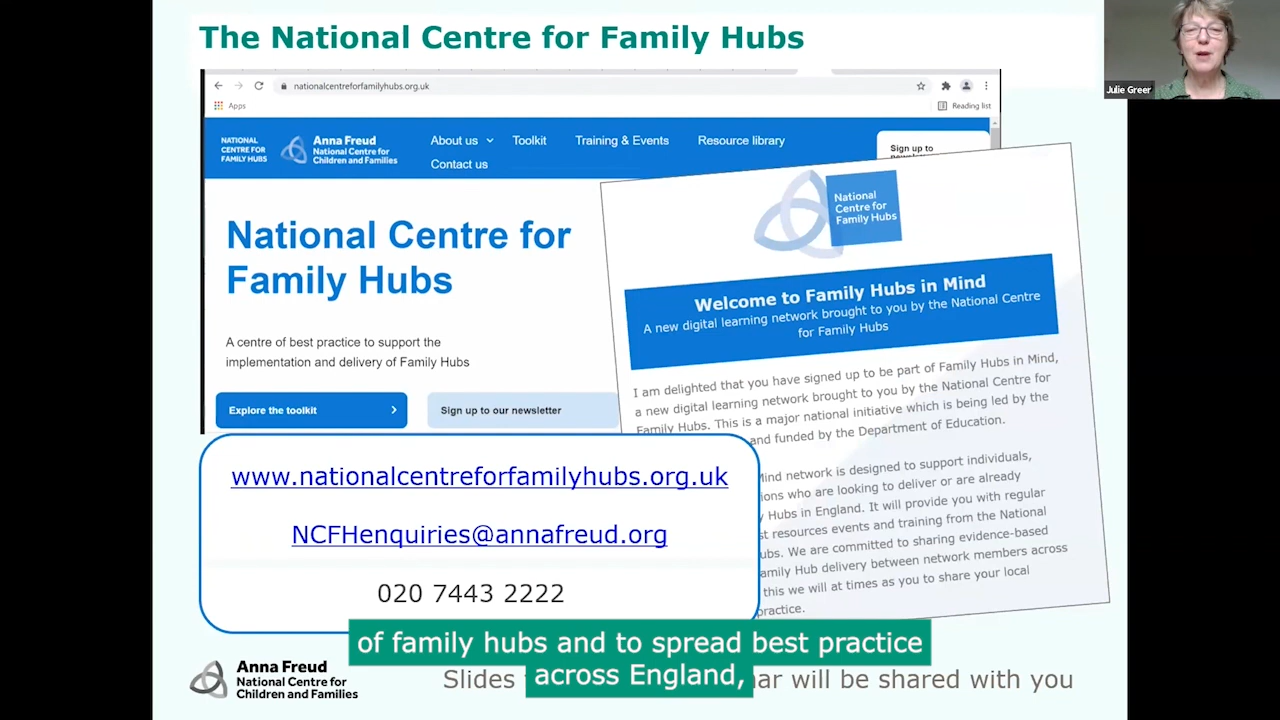 The National Centre for Family Hubs
Julie Greer
nationalcentreforfamilyhubs.org.uk
Apps
Reading list
NATIONAL
CENTRE FOR
FAMILY HUBS
Anna Freud
National Centre for
Children and Families
About us
Toolkit
Training & Events
Resource library
Contact us
Sign up to
National Centre for
Family Hubs
A centre of best practice to support the
implementation and delivery of Family Hubs
Explore the toolkit
Sign up to our newsletter
National
Centre for
Family Hubs
Welcome to Family Hubs in Mind
A new digital learning network brought to you by the National Centre
for Family Hubs
I am delighted that you have signed up to be part of Family Hubs in Mind,
a new digital learning network brought to you by the National Centre for
Family Hubs. This is a major national initiative which is being led by the
and funded by the Department of Education.
Mind network is designed to support individuals,
who are looking to deliver or are already
Hubs in England. It will provide you with regular
resources events and training from the National
We are committed to sharing evidence-based
Family Hub delivery between network members across
this we will at times as you to share your local
practice.
www.nationalcentreforfamilyhubs.org.uk
NCFHenquiries@annafreud.org
020 7443 2222
of family hubs and to spread best practice
across England,
Anna Freud
National Centre for
Children and Families
Slides will be shared with you